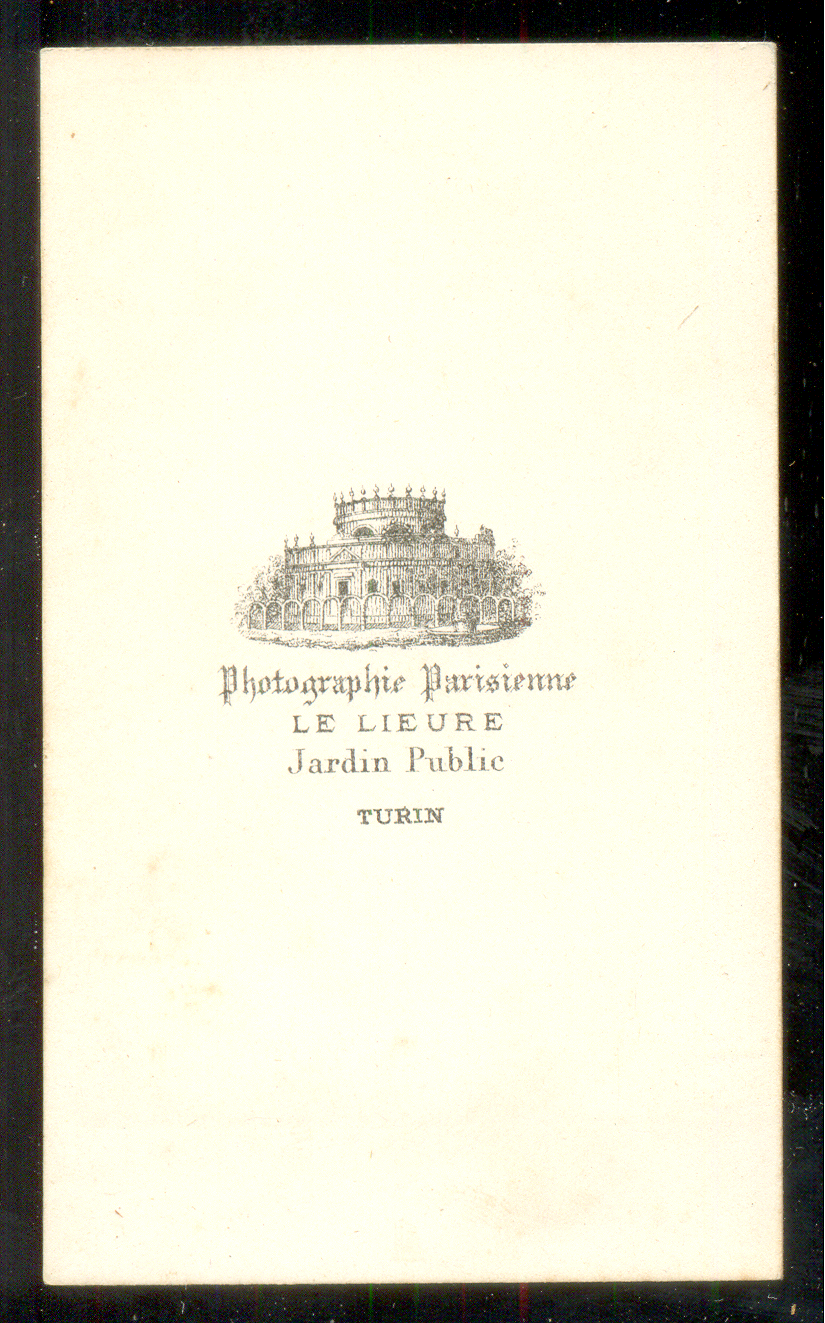 Photographie Parisienne
LE LIEURE
Jardin Public
TURIN